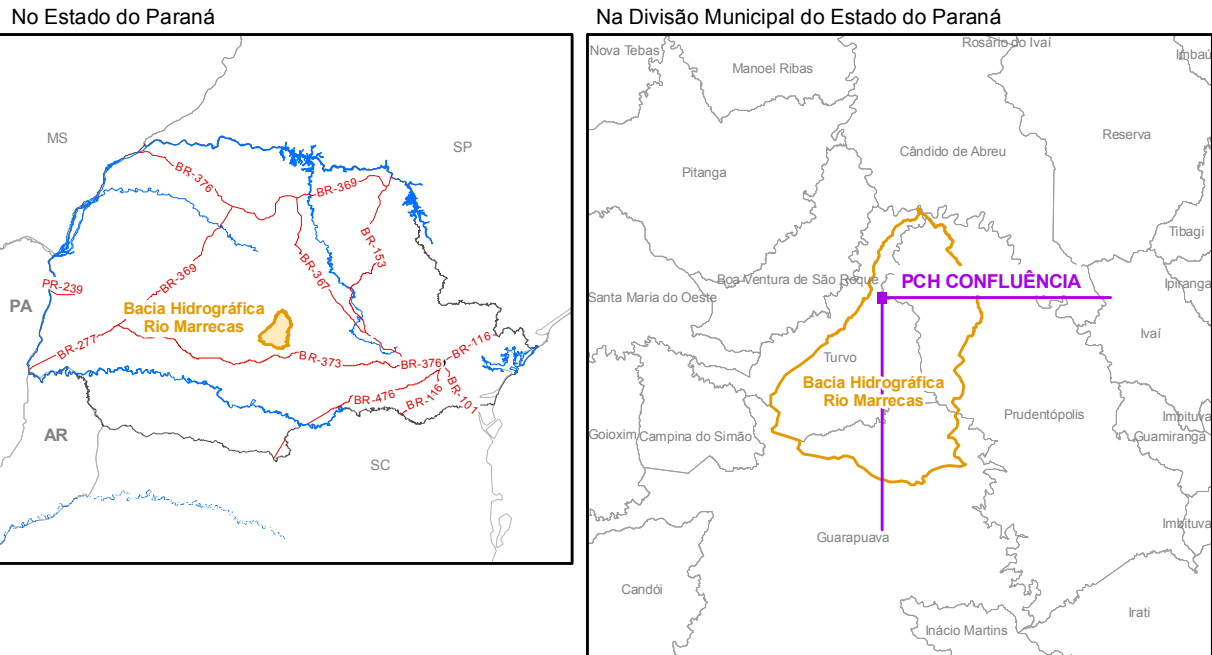 No Estado do Paraná
MS
SP
BR-376
BR-369
BR-153
BR-367
BR-369
PR-239
PA
Bacia Hidrográfica
Rio Marrecas
BR-277
BR-373
BR-376
BR-116
BR-476
BR-116
BR-101
AR
SC
Na Divisão Municipal do Estado do Paraná
Nova Tebas
Rosário do Ivaí
Imbaú
Manoel Ribas
Reserva
Cândido de Abreu
Pitanga
Tibagi
Boa Ventura de São Roque
PCH CONFLUÊNCIA
Ipiranga
Santa Maria do Oeste
Ivaí
Turvo
Bacia Hidrográfica
Rio Marrecas
Prudentópolis
Imbituva
Goioxim
Campina do Simão
Guamiranga
Imbituva
Guarapuava
Candói
Irati
Inácio Martins